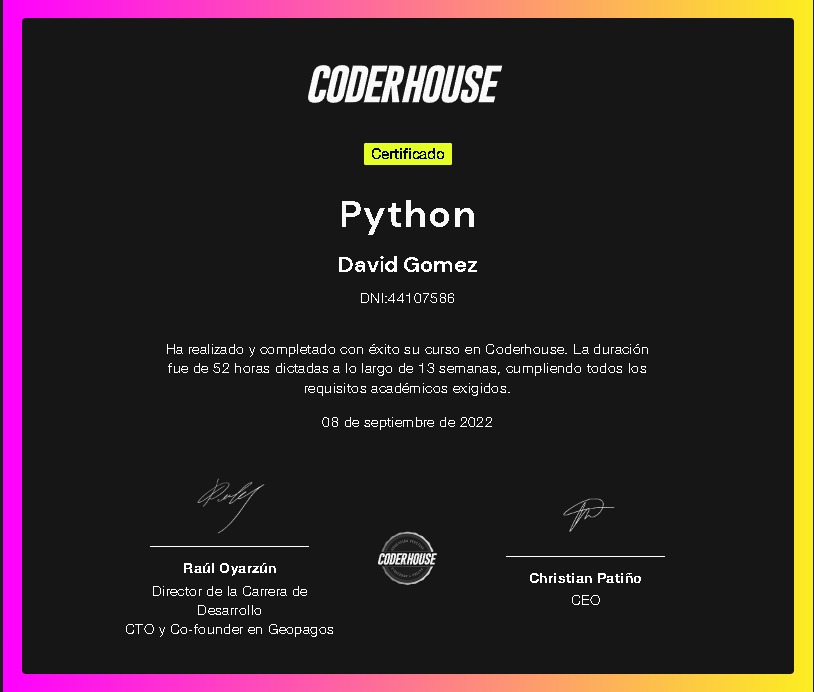 CODERHOUSE
Certificado
Python
David Gomez
DNI:44107586
Ha realizado y completado con éxito su curso en Coderhouse. La duración
fue de 52 horas dictadas a lo largo de 13 semanas, cumpliendo todos los
requisitos académicos exigidos.
08 de septiembre de 2022
Raúl Oyarzún
Director de la Carrera de
Desarrollo
CTO y Co-founder en Geopagos
CODERHOUSE
Christian Patiño
CEO